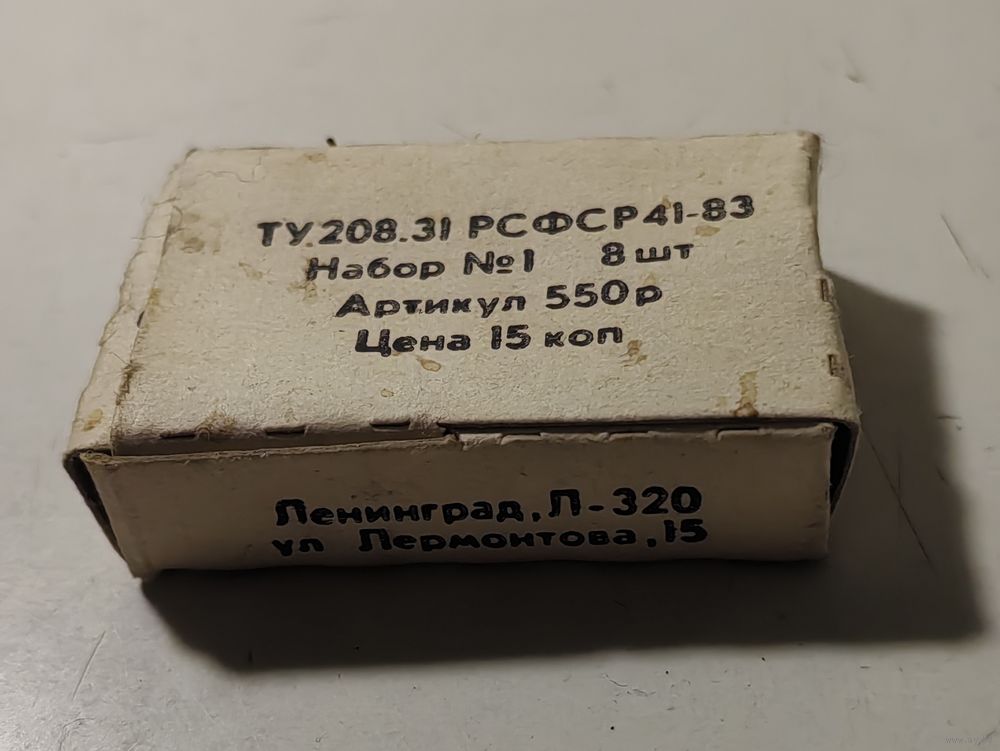 ТУ 208.31 РСФСР 41-83
Набор №1 8 шт
Артикул 550р
Цена 15 коп
Ленинград, Л-320
ул Лермонтова, 15